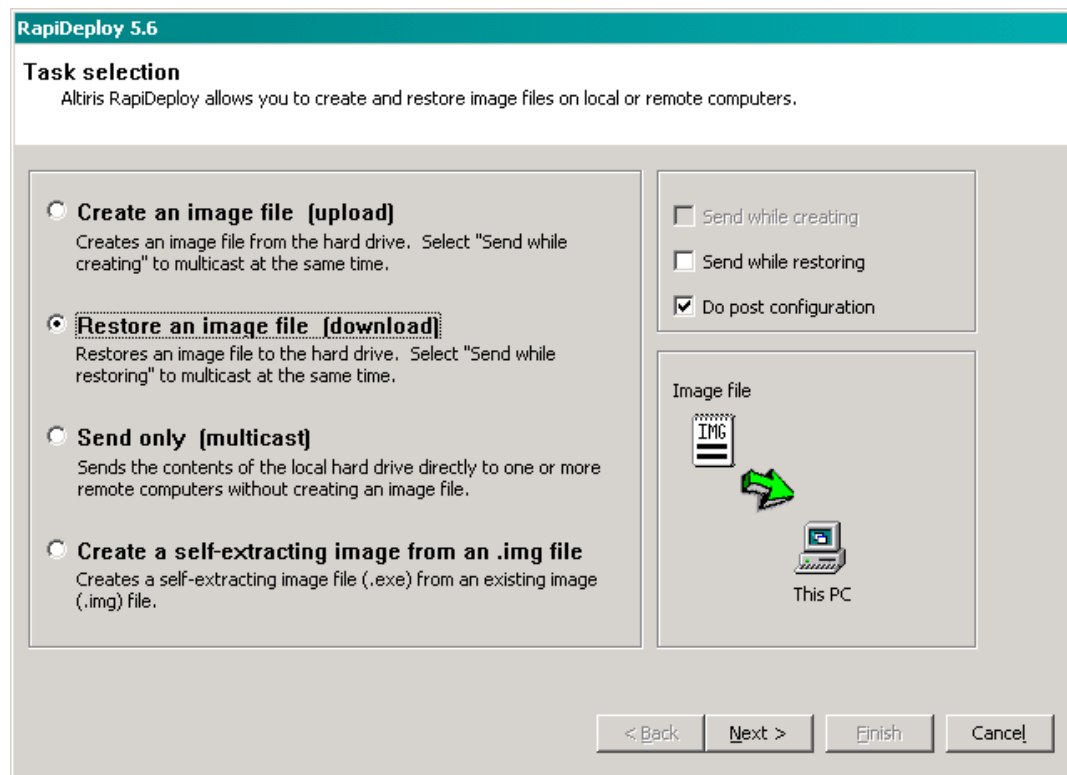 RapiDeploy 5.6
Task selection
Altiris RapiDeploy allows you to create and restore image files on local or remote computers.
Create an image file (upload)
Creates an image file from the hard drive. Select "Send while
creating" to multicast at the same time.
Restore an image file (download)
Restores an image file to the hard drive. Select "Send while
restoring" to multicast at the same time.
Send only (multicast)
Sends the contents of the local hard drive directly to one or more
remote computers without creating an image file.
Create a self-extracting image from an .img file
Creates a self-extracting image file (.exe) from an existing image
(.img) file.
Send while creating
Send while restoring
Do post configuration
Image file
IMG
This PC
< Back
Next >
Finish
Cancel